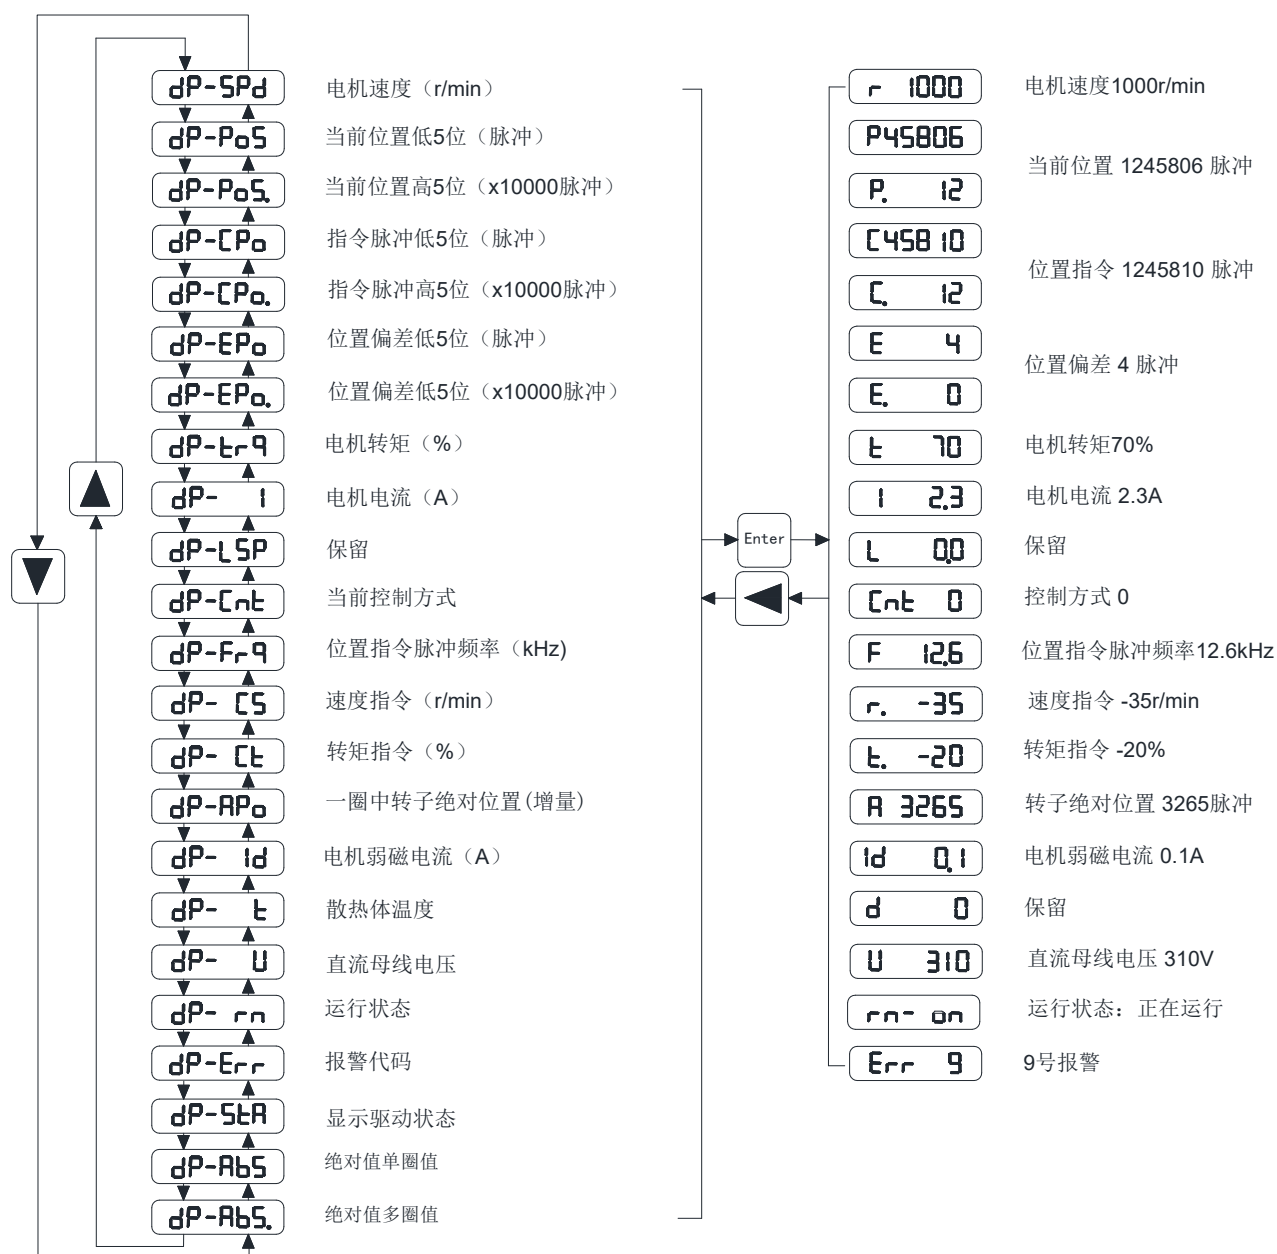 dP-SPd 电机速度（r/min）
dP-PoS 当前位置低5位（脉冲）
dP-PoS. 当前位置高5位（x10000脉冲）
dP-CPo 指令脉冲低5位（脉冲）
dP-CPo. 指令脉冲高5位（x10000脉冲）
dP-EPo 位置偏差低5位（脉冲）
dP-EPo. 位置偏差低5位（x10000脉冲）
dP-trq 电机转矩（%）
dP- I 电机电流（A）
dP-LSP 保留
dP-Cnt 当前控制方式
dP-Frq 位置指令脉冲频率（kHz)
dP- CS 速度指令（r/min）
dP- Ct 转矩指令（%）
dP-APo 一圈中转子绝对位置(增量)
dP- Id 电机弱磁电流（A）
dP- t 散热体温度
dP- U 直流母线电压
dP- rn 运行状态
dP-Err 报警代码
dP-StA 显示驱动状态
dP-AbS 绝对值单圈值
dP-AbS. 绝对值多圈值
Enter
r 1000 电机速度1000r/min
P45806
当前位置 1245806 脉冲
P. 12
C45810
位置指令 1245810 脉冲
C. 12
E 4
位置偏差 4 脉冲
E. 0
t 70 电机转矩70%
I 2.3 电机电流 2.3A
L 0.0 保留
Cnt 0 控制方式 0
F 12.6 位置指令脉冲频率12.6kHz
r. -35 速度指令 -35r/min
t. -20 转矩指令 -20%
A 3265 转子绝对位置 3265脉冲
Id 0.1 电机弱磁电流 0.1A
d 0 保留
U 310 直流母线电压 310V
rn- on 运行状态：正在运行
Err 9 9号报警